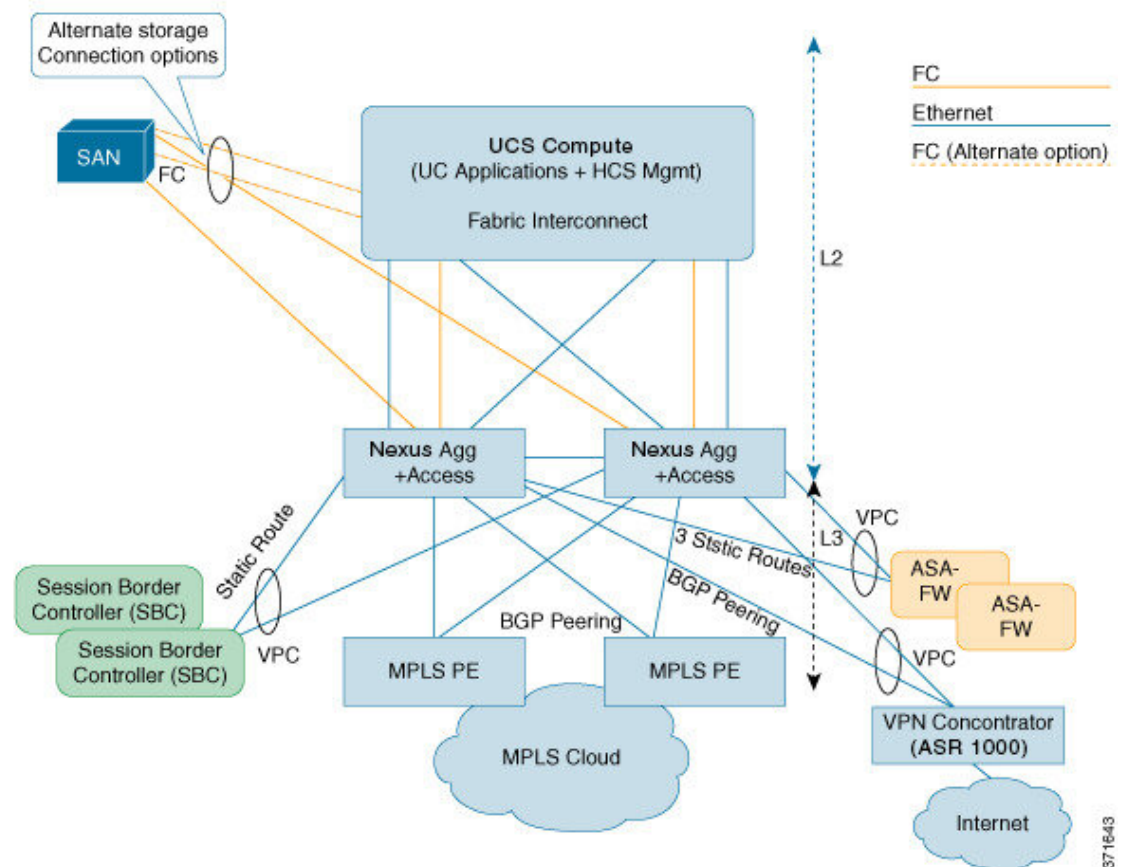 Alternate storage
Connection options
FC
Ethernet
FC (Alternate option)
SAN
FC
UCS Compute
(UC Applications + HCS Mgmt)
Fabric Interconnect
L2
Nexus Agg
+Access
Nexus Agg
+Access
L3
VPC
Static Route
3 Ststic Routes
BGP Peering
ASA-
FW
ASA-
FW
Session Border
Controller (SBC)
Session Border
Controller (SBC)
VPC
BGP Peering
VPC
MPLS PE
MPLS PE
VPN Concontrator
(ASR 1000)
MPLS Cloud
Internet
371643